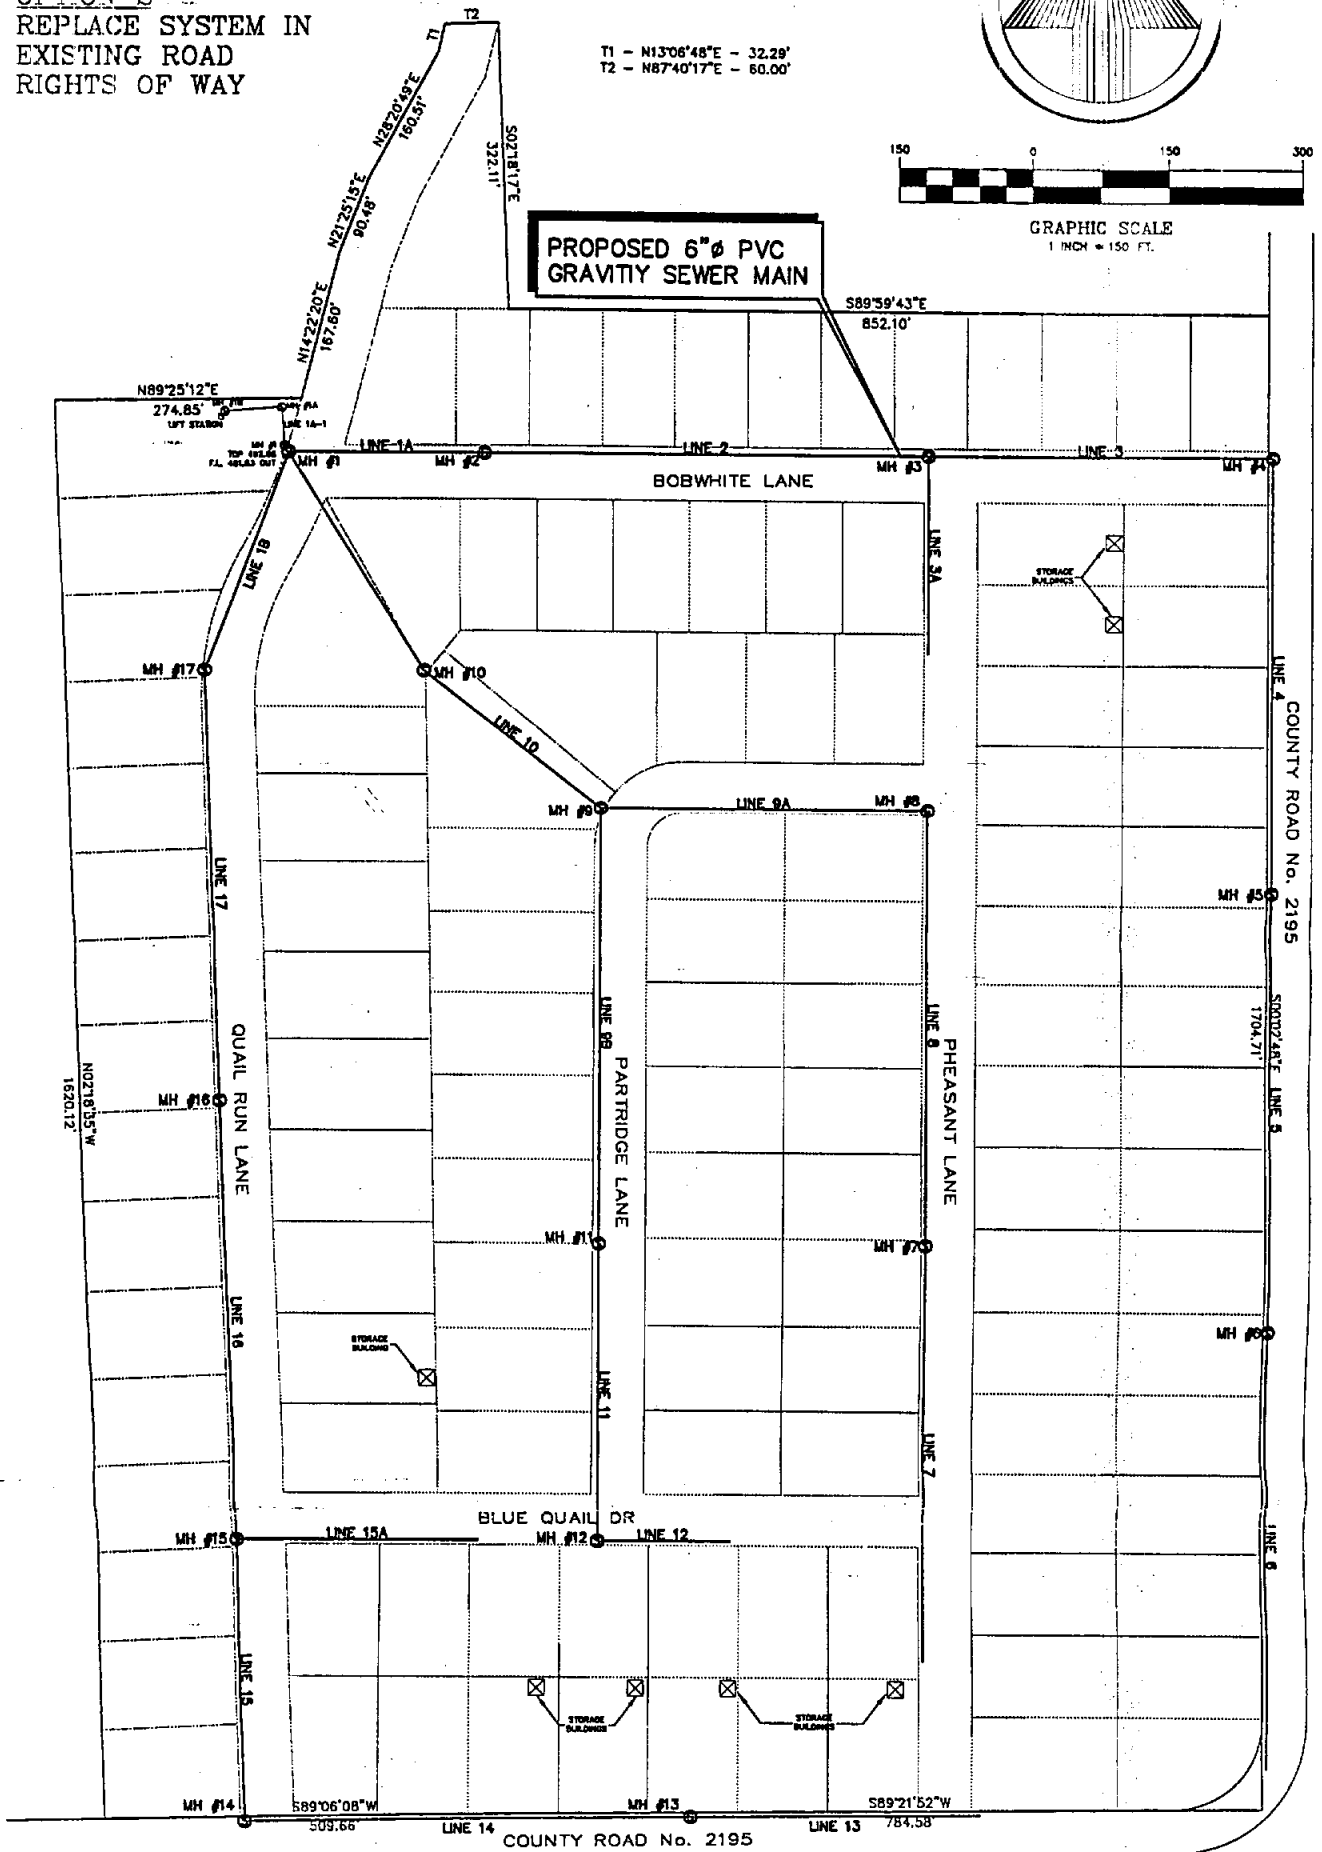 REPLACE SYSTEM IN
EXISTING ROAD
RIGHTS OF WAY
T1
T2
T1 - N13°06'48"E - 32.29'
T2 - N87°40'17"E - 60.00'
150 0 150 300
GRAPHIC SCALE
1 INCH = 150 FT.
N28°20'49"E
160.51'
S02°18'17"E
322.11'
N21°25'15"E
90.48'
N14°22'20"E
167.60'
PROPOSED 6"ø PVC
GRAVITIY SEWER MAIN
S89°59'43"E
852.10'
N89°25'12"E
274.85'
LIFT STATION
LINE 1A-1
MH #1
LINE 1A
MH #2
LINE 2
MH #3
LINE 3
MH #4
BOBWHITE LANE
LINE 1B
LINE 3A
STORAGE
BUILDINGS
MH #17
MH #10
LINE 4
COUNTY ROAD No. 2195
LINE 10
MH #9
LINE 9A
MH #8
LINE 17
MH #5
LINE 9B
LINE 8
S00°02'48"E
1704.71'
LINE 5
QUAIL RUN LANE
PARTRIDGE LANE
PHEASANT LANE
N02°18'35"W
1620.12'
MH #16
MH #11
MH #7
LINE 16
STORAGE
BUILDING
MH #6
LINE 11
LINE 7
BLUE QUAIL DR
MH #15
LINE 15A
MH #12
LINE 12
LINE 6
LINE 15
STORAGE
BUILDINGS
STORAGE
BUILDINGS
MH #14
S89°06'08"W
509.66'
LINE 14
MH #13
S89°21'52"W
784.58'
LINE 13
COUNTY ROAD No. 2195